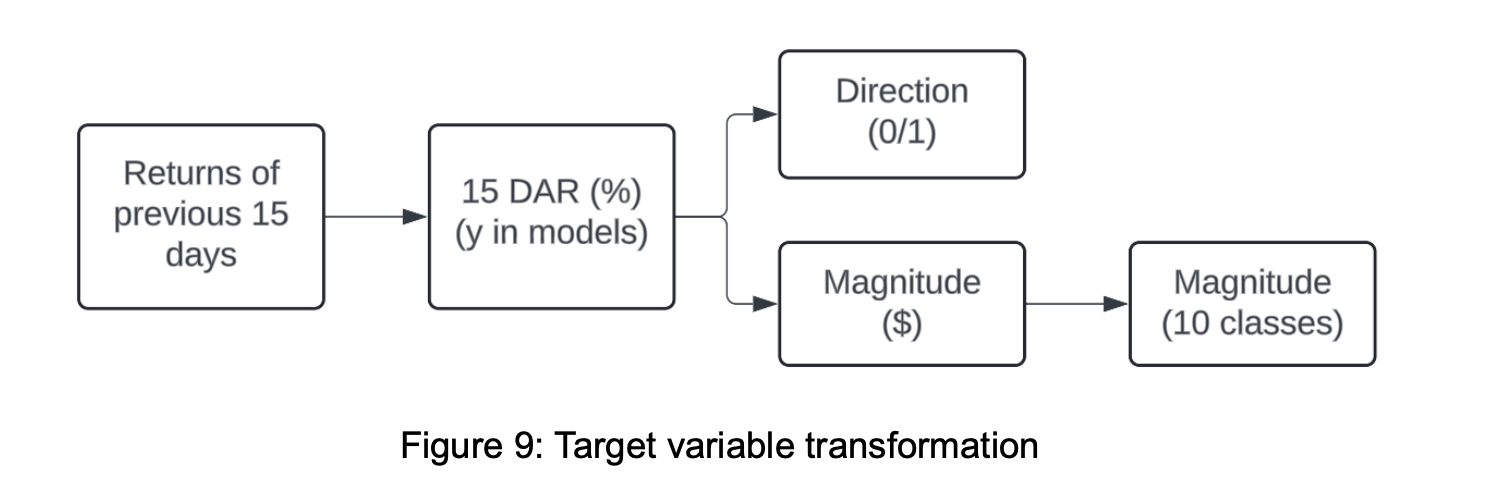 Returns of
previous 15
days
15 DAR (%)
(y in models)
Direction
(0/1)
Magnitude
($)
Magnitude
(10 classes)
Figure 9: Target variable transformation